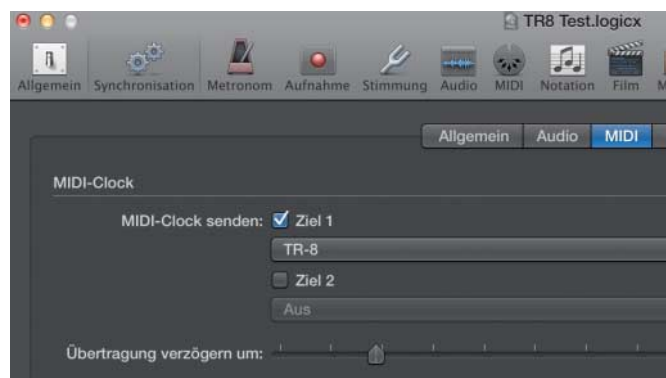 TR8 Test.logicx
Allgemein Synchronisation Metronom Aufnahme Stimmung Audio MIDI Notation Film
Allgemein Audio MIDI
MIDI-Clock
MIDI-Clock senden: Ziel 1
TR-8
Ziel 2
Aus
Übertragung verzögern um: